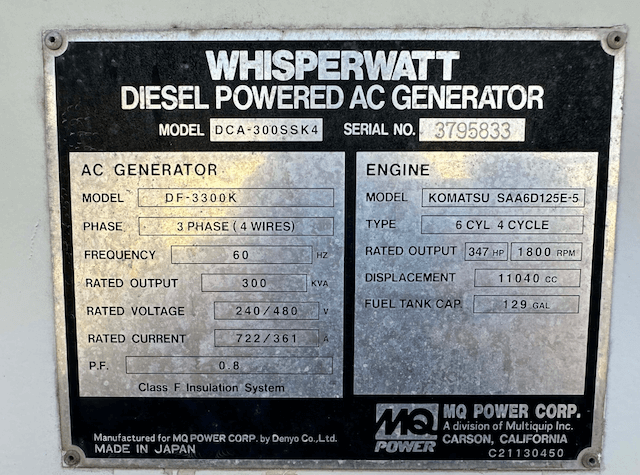 WHISPERWATT
DIESEL POWERED AC GENERATOR
MODEL DCA-300SSK4 SERIAL NO. 3795833
AC GENERATOR
MODEL DF-3300K
PHASE 3 PHASE (4 WIRES)
FREQUENCY 60 HZ
RATED OUTPUT 300 KVA
RATED VOLTAGE 240/480 V
RATED CURRENT 722/361 A
P.F. 0.8
Class F Insulation System
ENGINE
MODEL KOMATSU SAA6D125E-5
TYPE 6 CYL 4 CYCLE
RATED OUTPUT 347 HP 1800 RPM
DISPLACEMENT 11040 CC
FUEL TANK CAP. 129 GAL
Manufactured for MQ POWER CORP. by Denyo Co.,Ltd.
MADE IN JAPAN
MQ
POWER
MQ POWER CORP.
A division of Multiquip Inc.
CARSON, CALIFORNIA
C21130450